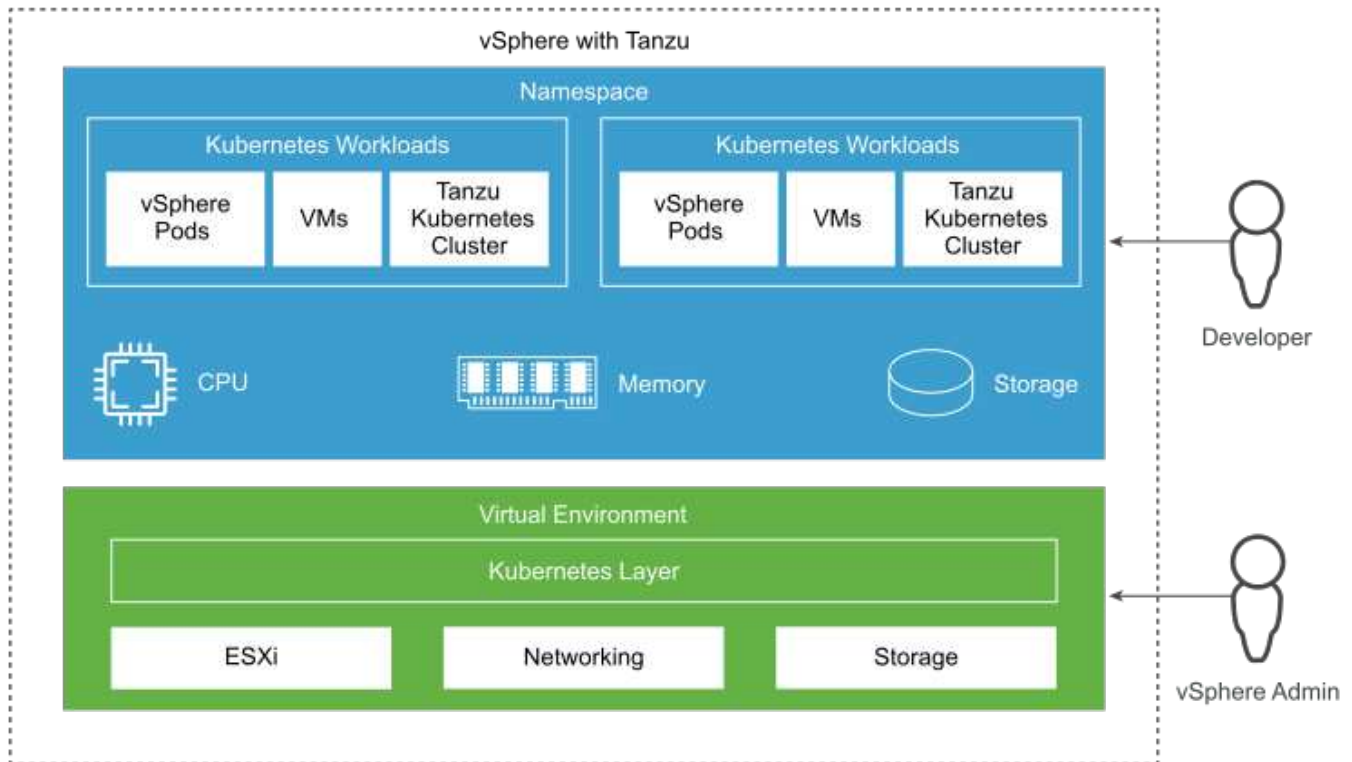 vSphere with Tanzu
Namespace
Kubernetes Workloads
vSphere
Pods
VMs
Tanzu
Kubernetes
Cluster
Kubernetes Workloads
vSphere
Pods
VMs
Tanzu
Kubernetes
Cluster
Developer
CPU
Memory
Storage
Virtual Environment
Kubernetes Layer
ESXi
Networking
Storage
vSphere Admin